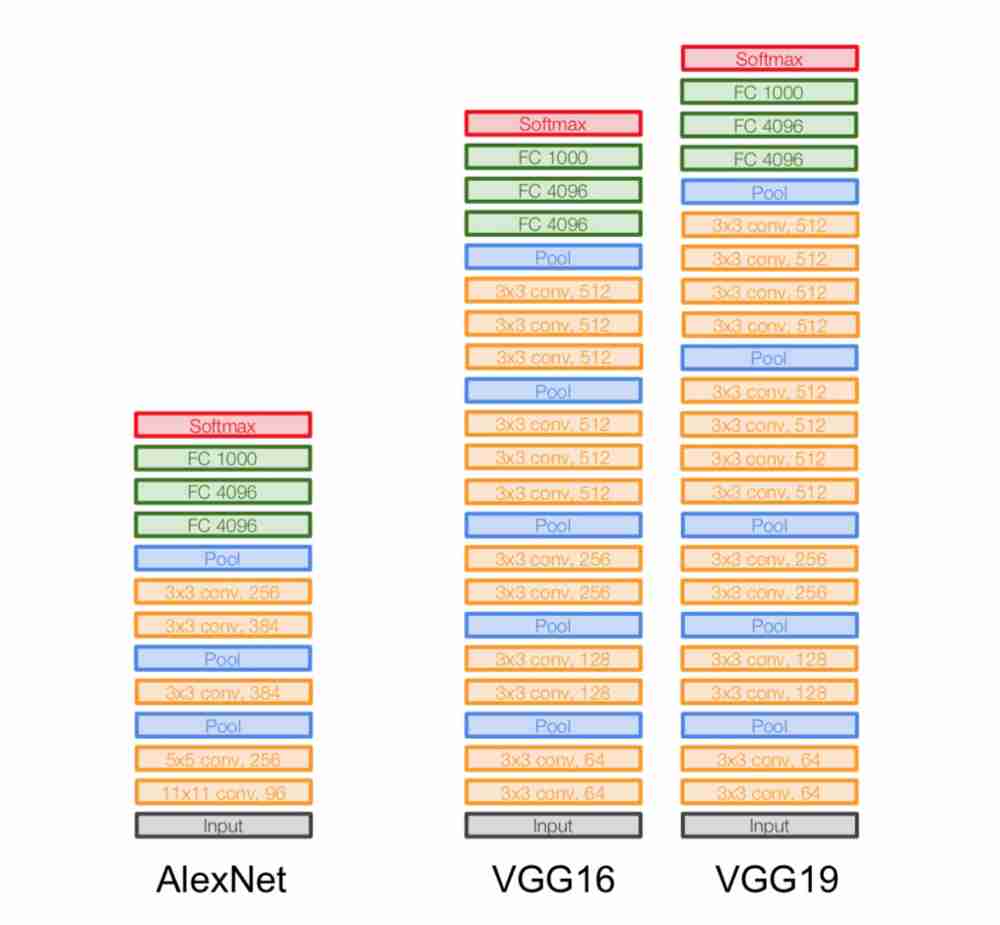 Softmax
FC 1000
FC 4096
FC 4096
Pool
3x3 conv, 256
3x3 conv, 384
Pool
3x3 conv, 384
Pool
5x5 conv, 256
11x11 conv, 96
Input
AlexNet
Softmax
FC 1000
FC 4096
FC 4096
Pool
3x3 conv, 512
3x3 conv, 512
3x3 conv, 512
Pool
3x3 conv, 512
3x3 conv, 512
3x3 conv, 512
Pool
3x3 conv, 256
3x3 conv, 256
Pool
3x3 conv, 128
3x3 conv, 128
Pool
3x3 conv, 64
3x3 conv, 64
Input
VGG16
Softmax
FC 1000
FC 4096
FC 4096
Pool
3x3 conv, 512
3x3 conv, 512
3x3 conv, 512
3x3 conv, 512
Pool
3x3 conv, 512
3x3 conv, 512
3x3 conv, 512
3x3 conv, 512
Pool
3x3 conv, 256
3x3 conv, 256
Pool
3x3 conv, 128
3x3 conv, 128
Pool
3x3 conv, 64
3x3 conv, 64
Input
VGG19